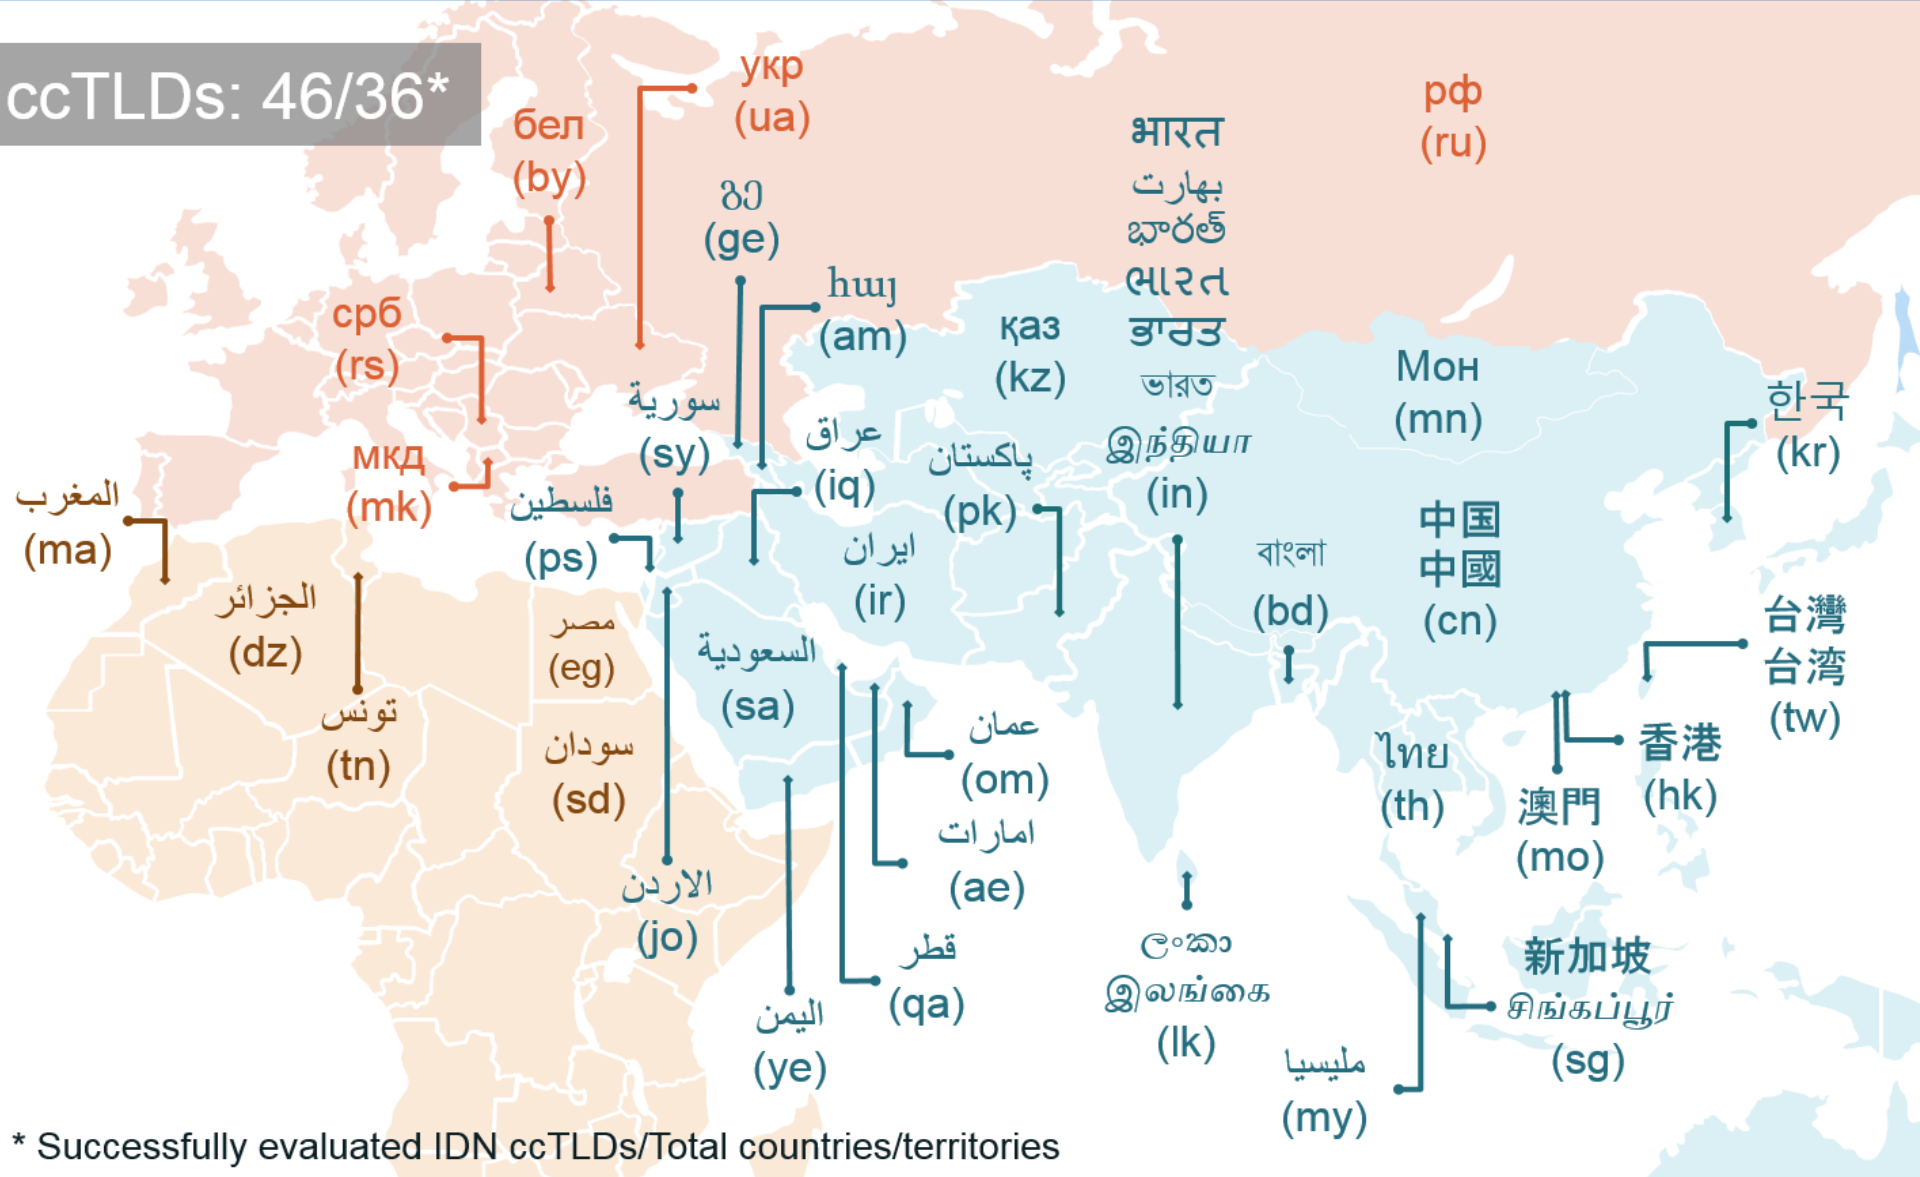 ccTLDs: 46/36*
укр
(ua)
бел
(by)
рф
(ru)
გე
(ge)
հայ
(am)
срб
(rs)
мкд
(mk)
қаз
(kz)
भारत
بھارت
భారత్
ભારત
ਭਾਰਤ
ভারত
இந்தியா
(in)
Мон
(mn)
한국
(kr)
سورية
(sy)
عراق
(iq)
پاکستان
(pk)
فلسطين
(ps)
المغرب
(ma)
ایران
(ir)
বাংলা
(bd)
中国
中國
(cn)
台灣
台湾
(tw)
الجزائر
(dz)
مصر
(eg)
السعودية
(sa)
تونس
(tn)
سودان
(sd)
عمان
(om)
امارات
(ae)
ไทย
(th)
香港
(hk)
澳門
(mo)
الاردن
(jo)
قطر
(qa)
اليمن
(ye)
ලංකා
இலங்கை
(lk)
新加坡
சிங்கப்பூர்
(sg)
مليسيا
(my)
* Successfully evaluated IDN ccTLDs/Total countries/territories